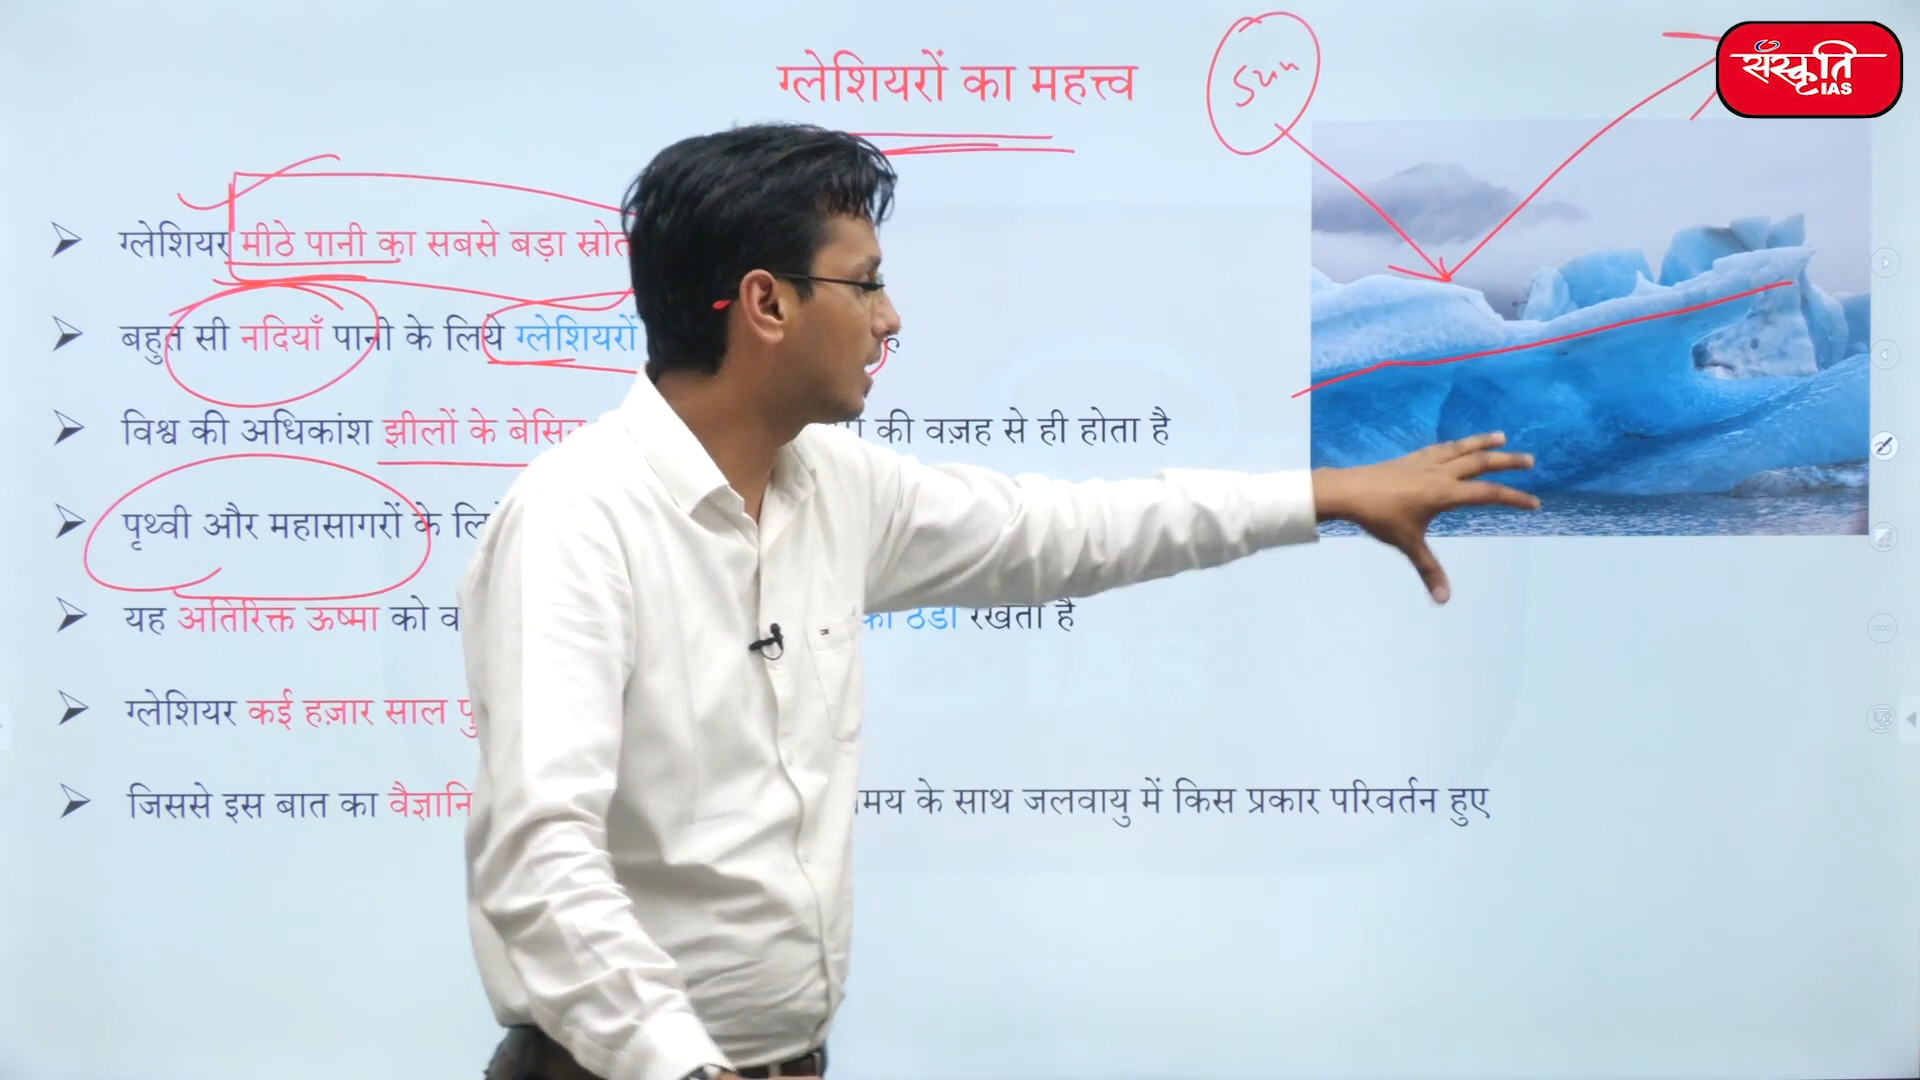 ग्लेशियरों का महत्त्व
Sun
संस्कृति
IAS
ग्लेशियर मीठे पानी का सबसे बड़ा स्रोत
बहुत सी नदियाँ पानी के लिये ग्लेशियरों
विश्व की अधिकांश झीलों के बेसिन की वज़ह से ही होता है
पृथ्वी और महासागरों के
यह अतिरिक्त ऊष्मा को को ठंडा रखता है
ग्लेशियर कई हज़ार साल
जिससे इस बात का के साथ जलवायु में किस प्रकार परिवर्तन हुए
IAS